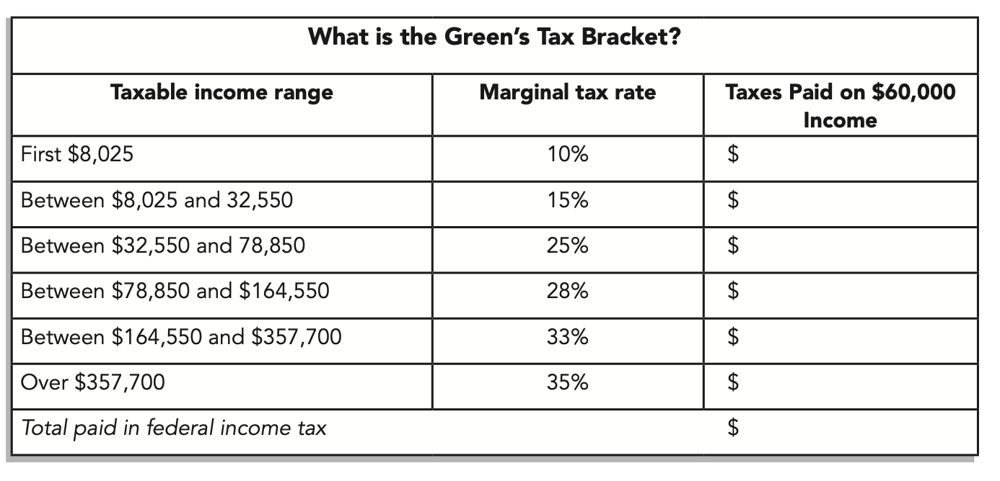 What is the Green’s Tax Bracket?
Taxable income range
Marginal tax rate
Taxes Paid on $60,000
Income
First $8,025
10%
$
Between $8,025 and 32,550
15%
$
Between $32,550 and 78,850
25%
$
Between $78,850 and $164,550
28%
$
Between $164,550 and $357,700
33%
$
Over $357,700
35%
$
Total paid in federal income tax
$